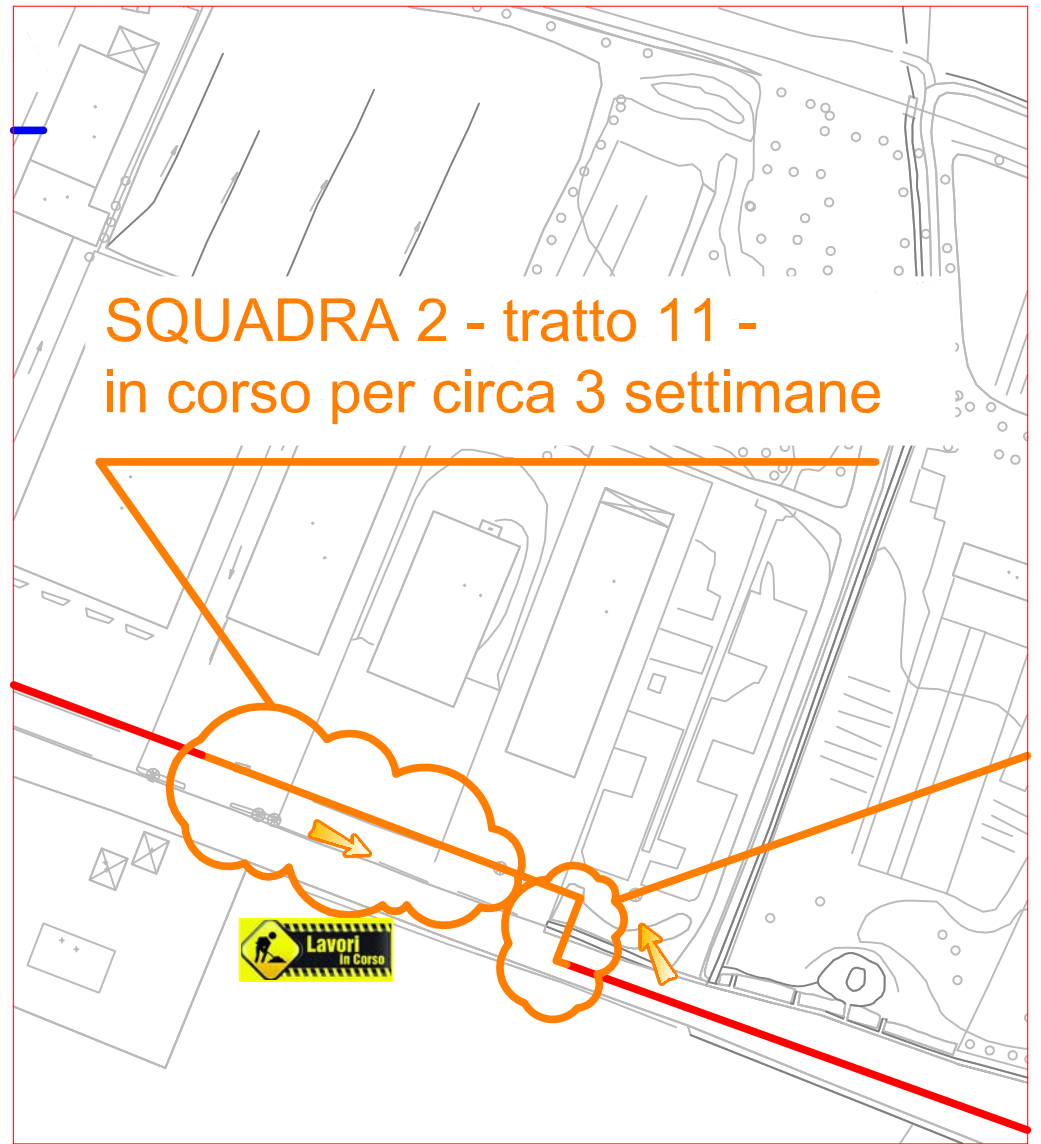 SQUADRA 2 - tratto 11 -
in corso per circa 3 settimane
Lavori
in Corso